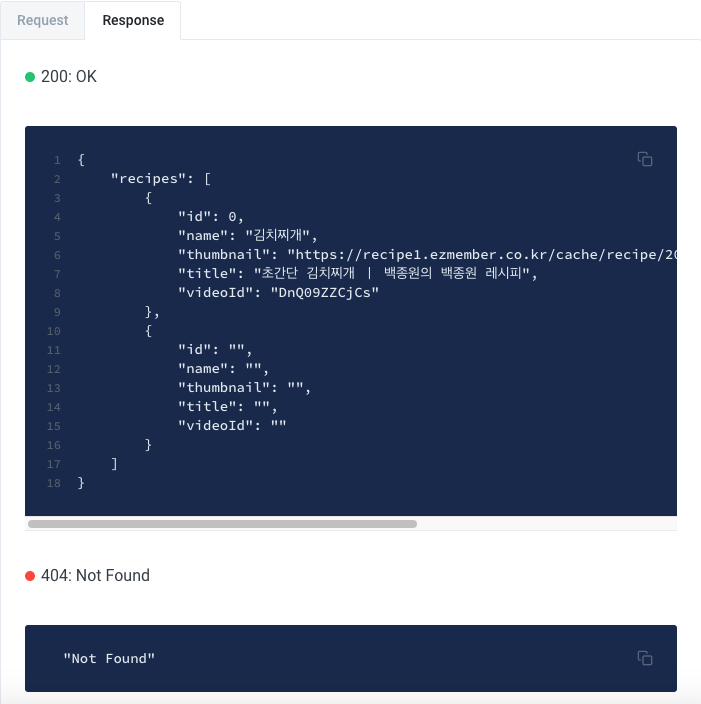 Request Response
200: OK
1 {
2 "recipes": [
3 {
4 "id": 0,
5 "name": "김치찌개",
6 "thumbnail": "https://recipe1.ezmember.co.kr/cache/recipe/20
7 "title": "초간단 김치찌개 | 백종원의 백종원 레시피",
8 "videoId": "DnQ09ZZCjCs"
9 },
10 {
11 "id": "",
12 "name": "",
13 "thumbnail": "",
14 "title": "",
15 "videoId": ""
16 }
17 ]
18 }
404: Not Found
"Not Found"